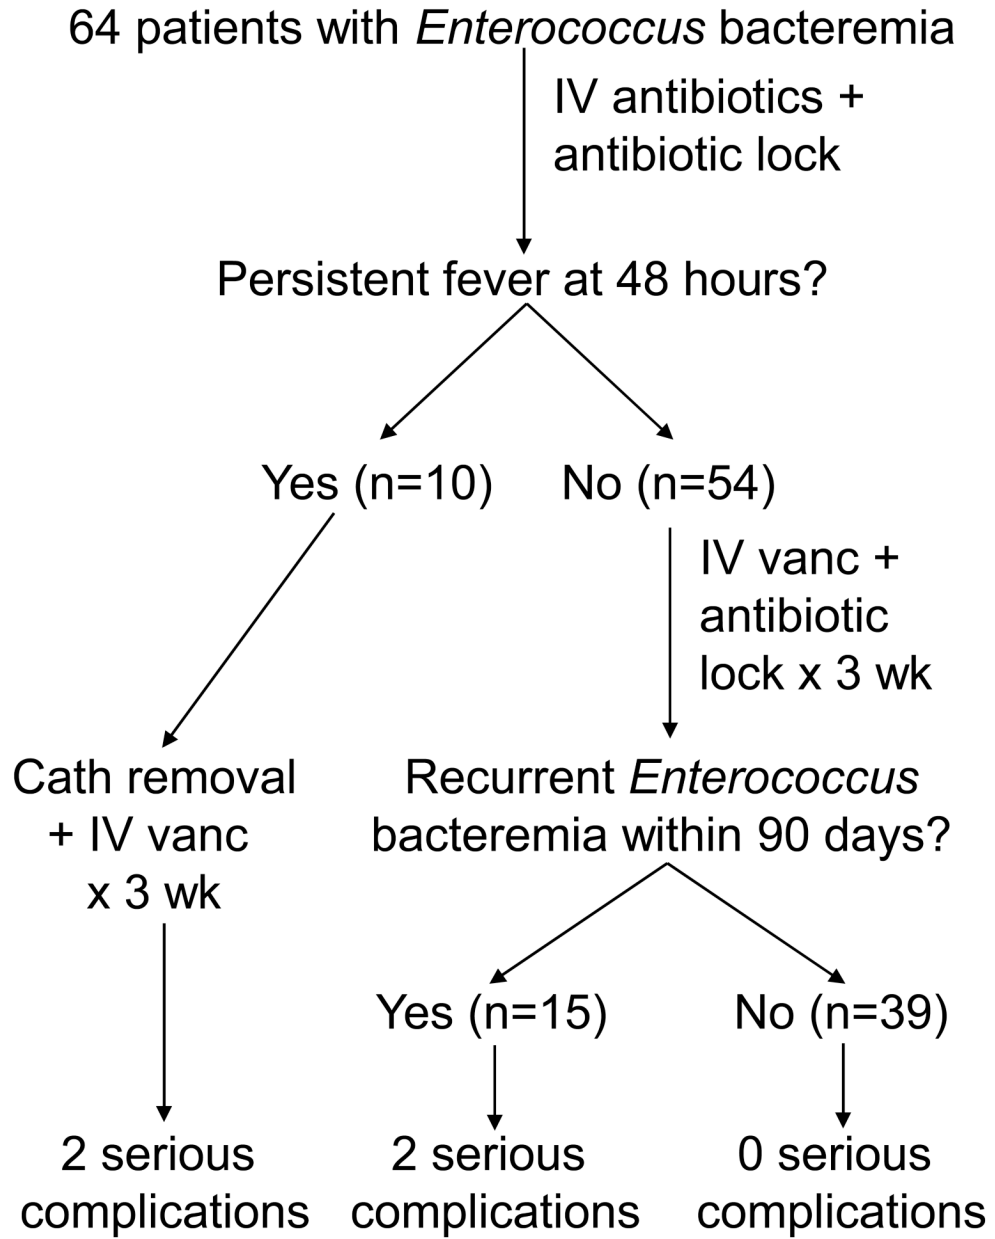 64 patients with Enterococcus bacteremia
IV antibiotics +
antibiotic lock
Persistent fever at 48 hours?
Yes (n=10)
No (n=54)
IV vanc +
antibiotic
lock x 3 wk
Cath removal
+ IV vanc
x 3 wk
Recurrent Enterococcus
bacteremia within 90 days?
Yes (n=15)
No (n=39)
2 serious
complications
2 serious
complications
0 serious
complications